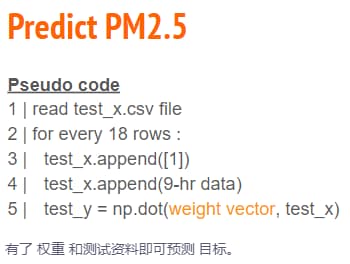 Predict PM2.5
Pseudo code
1 | read test_x.csv file
2 | for every 18 rows :
3 |   test_x.append([1])
4 |   test_x.append(9-hr data)
5 |   test_y = np.dot(weight vector, test_x)
有了 权重 和测试资料即可预测 目标。